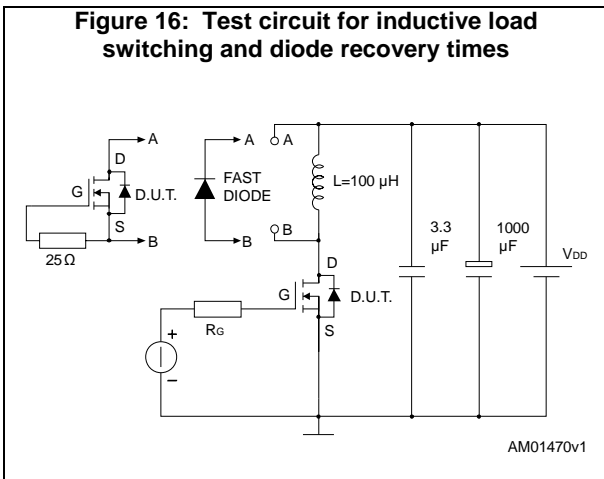 Figure 16: Test circuit for inductive load
switching and diode recovery times
A
D
G
D.U.T.
S
B
25 Ω
A
FAST
DIODE
B
A
L=100 µH
B
D
G
D.U.T.
S
RG
+
–
3.3
µF
1000
µF
VDD
AM01470v1